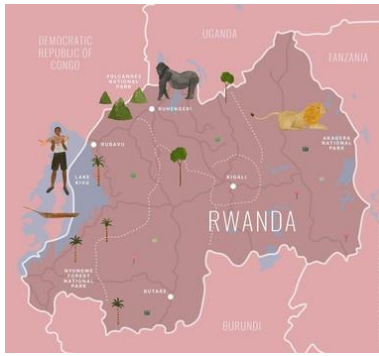 DEMOCRATIC
REPUBLIC OF
CONGO
UGANDA
TANZANIA
VOLCANOES
NATIONAL
PARK
RUHENGERI
RUBAVU
AKAGERA
NATIONAL
PARK
LAKE
KIVU
KIGALI
RWANDA
NYUNGWE
FOREST
NATIONAL
PARK
BUTARE
BURUNDI